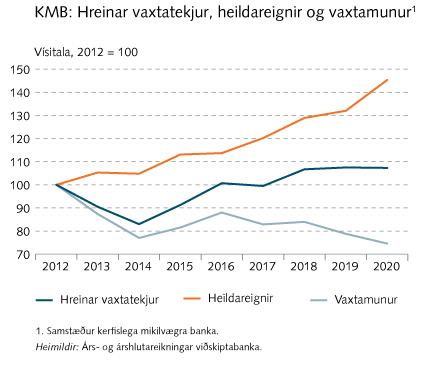 KMB: Hreinar vaxtatekjur, heildareignir og vaxtamunur¹
Vísitala, 2012 = 100
150
140
130
120
110
100
90
80
70
2012 2013 2014 2015 2016 2017 2018 2019 2020
Hreinar vaxtatekjur Heildareignir Vaxtamunur
1. Samstæður kerfislega mikilvægra banka.
Heimildir: Árs- og árshlutareikningar viðskiptabanka.